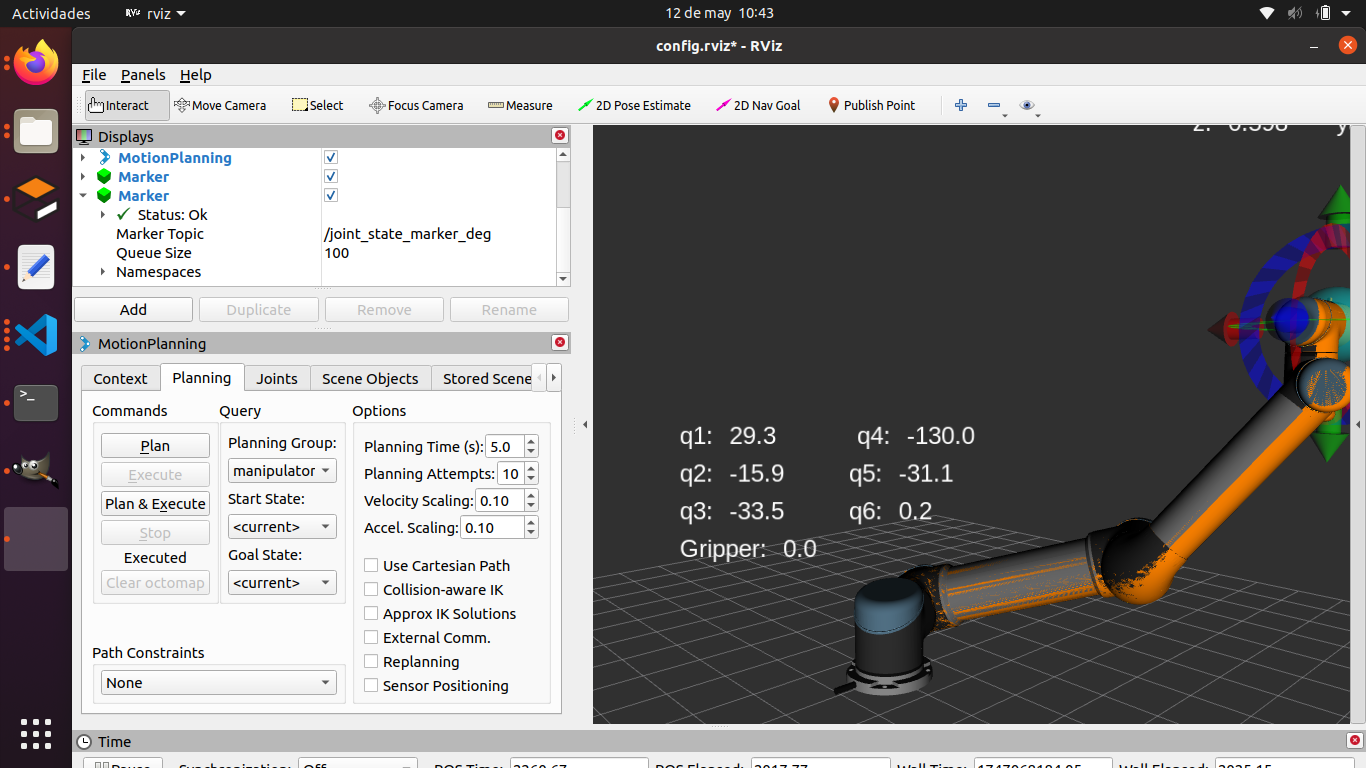 Actividades
rviz
12 de may 10:43
config.rviz* - RViz
File Panels Help
Interact Move Camera Select Focus Camera Measure 2D Pose Estimate 2D Nav Goal Publish Point
Displays
MotionPlanning
Marker
Marker
Status: Ok
Marker Topic /joint_state_marker_deg
Queue Size 100
Namespaces
Add Duplicate Remove Rename
MotionPlanning
Context Planning Joints Scene Objects Stored Scene
Commands Query Options
Plan
Execute
Plan & Execute
Stop
Executed
Clear octomap
Planning Group:
manipulator
Start State:
<current>
Goal State:
<current>
Planning Time (s): 5.0
Planning Attempts: 10
Velocity Scaling: 0.10
Accel. Scaling: 0.10
Use Cartesian Path
Collision-aware IK
Approx IK Solutions
External Comm.
Replanning
Sensor Positioning
Path Constraints
None
z: 0.598 y
q1: 29.3 q4: -130.0
q2: -15.9 q5: -31.1
q3: -33.5 q6: 0.2
Gripper: 0.0
Time
Pause Synchronization: Off ROS Time: 2260.67 ROS Elapsed: 2017.77 Wall Time: Wall Elapsed: 2025.15